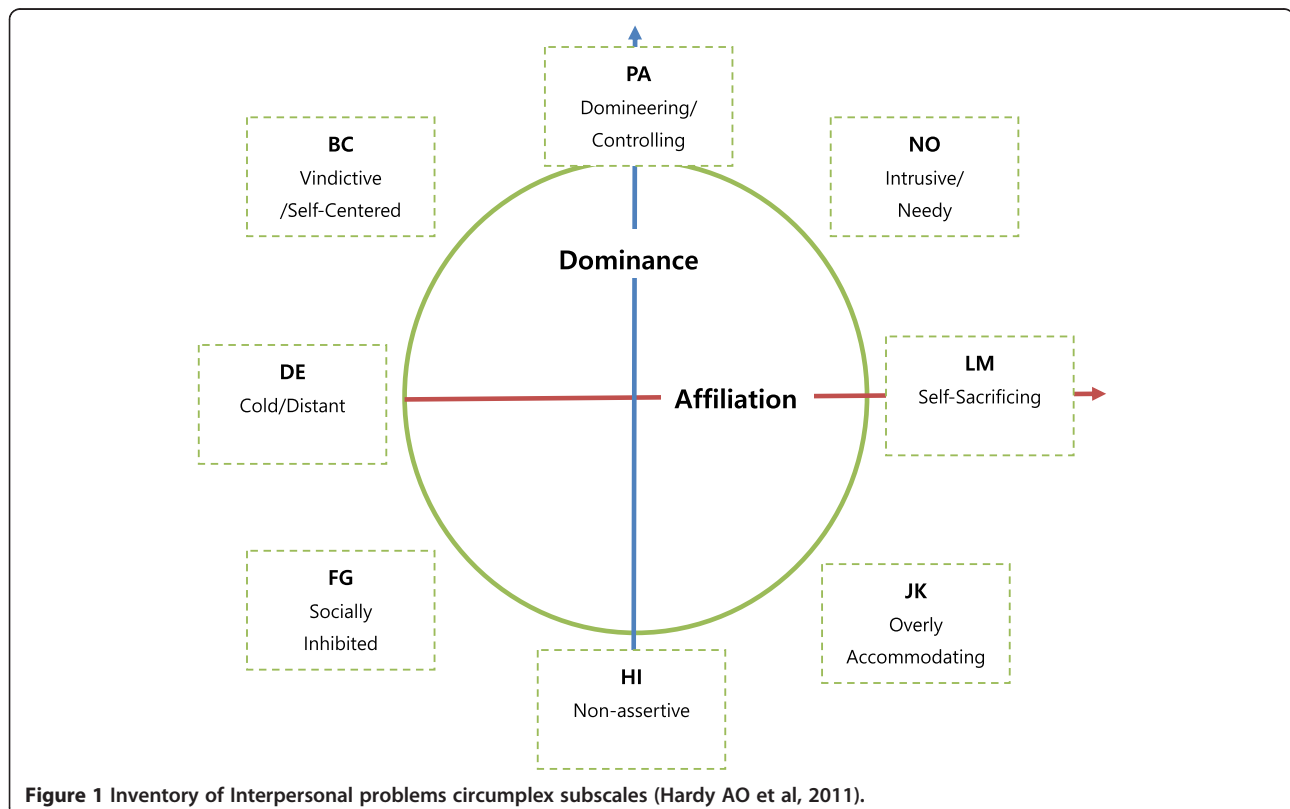 PA
Domineering/
Controlling
BC
Vindictive
/Self-Centered
NO
Intrusive/
Needy
Dominance
DE
Cold/Distant
Affiliation
LM
Self-Sacrificing
FG
Socially
Inhibited
JK
Overly
Accommodating
HI
Non-assertive
Figure 1 Inventory of Interpersonal problems circumplex subscales (Hardy AO et al, 2011).